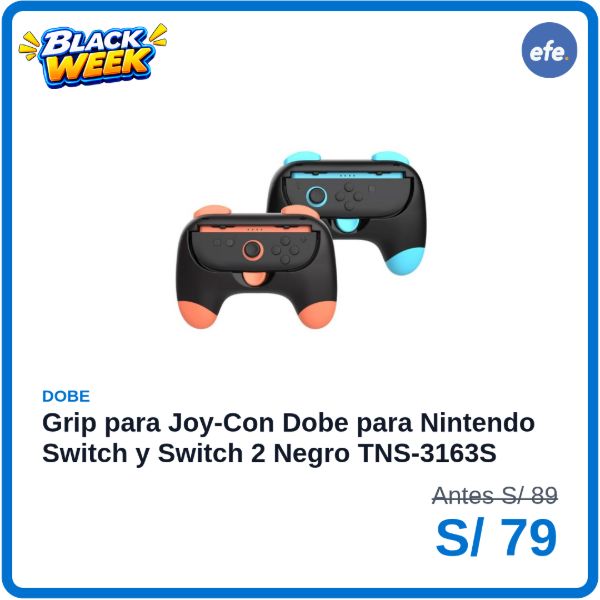 BLACK
WEEK
efe.
DOBE
Grip para Joy-Con Dobe para Nintendo
Switch y Switch 2 Negro TNS-3163S
Antes S/ 89
S/ 79